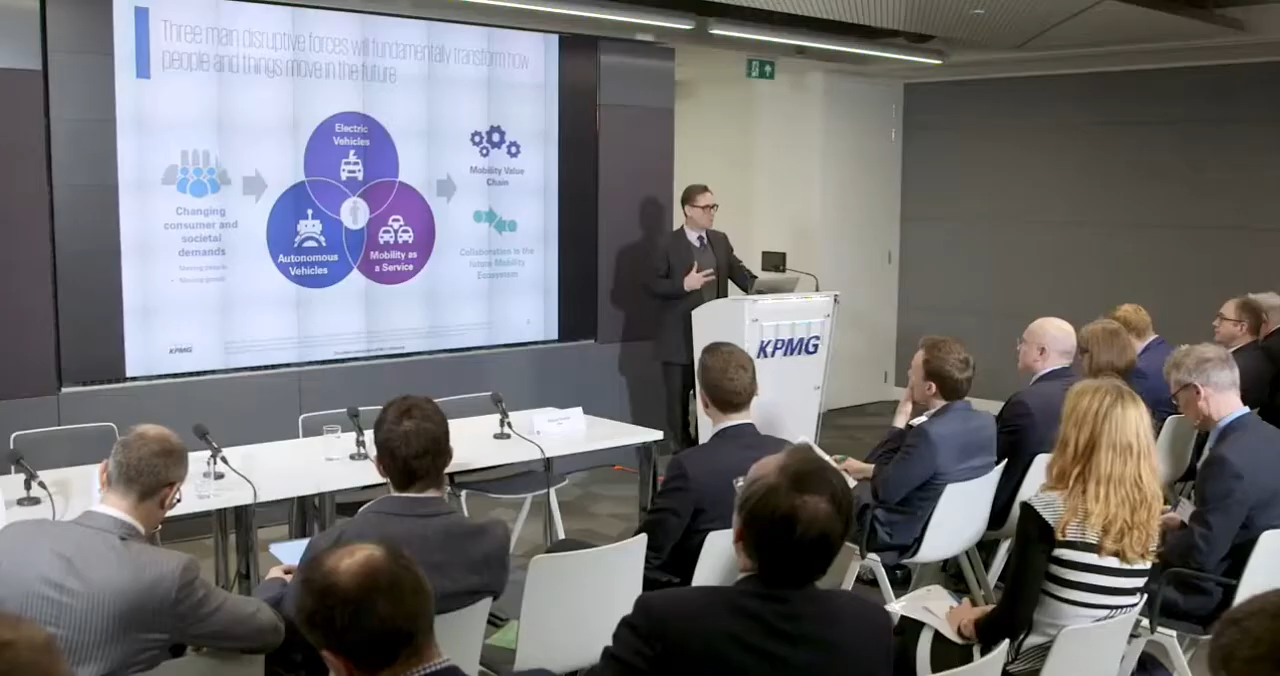 Three main disruptive forces will fundamentally transform how
people and things move in the future
Electric
Vehicles
Autonomous
Vehicles
Mobility as
a Service
Changing
consumer and
societal
demands
Mobility Value
Chain
Collaboration in the
future Mobility
Ecosystem
KPMG
KPMG